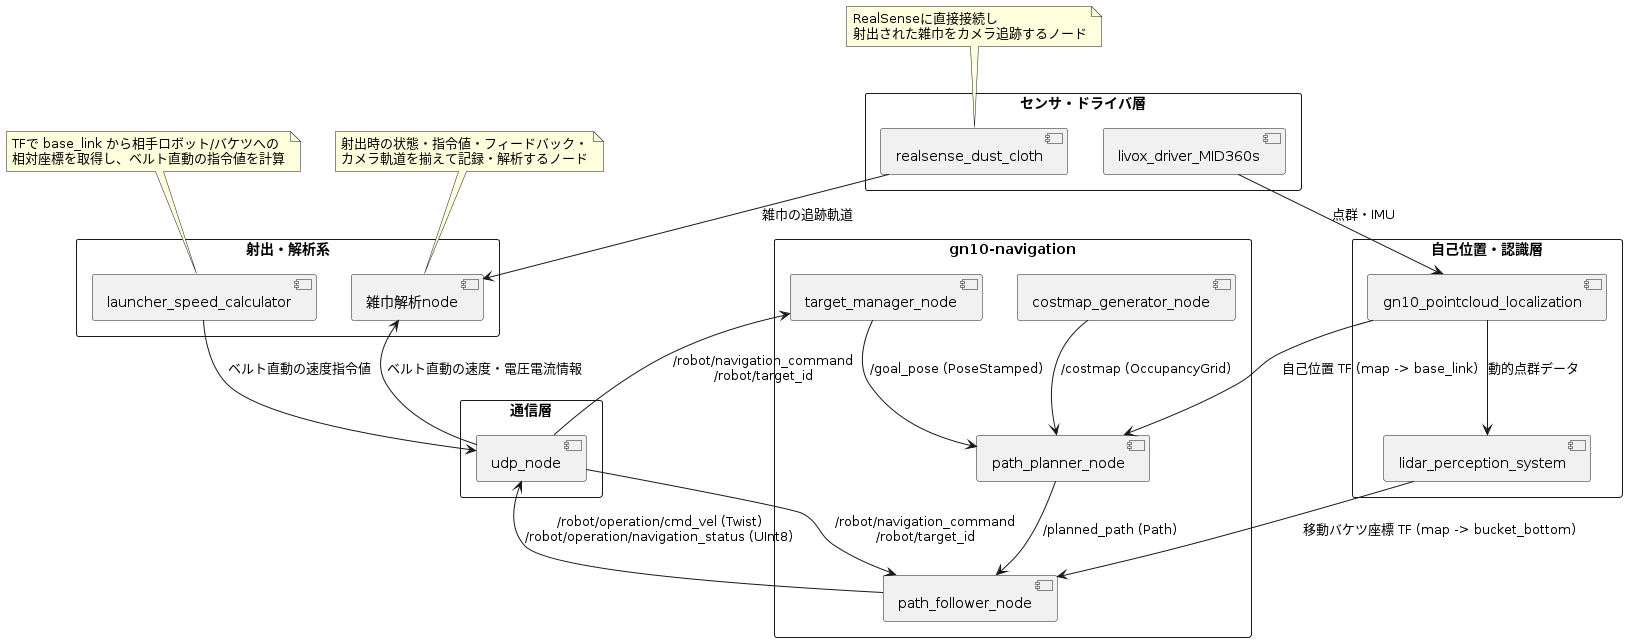 RealSenseに直接接続し
射出された雑巾をカメラ追跡するノード
センサ・ドライバ層
realsense_dust_cloth
livox_driver_MID360s
TFで base_link から相手ロボット/バケツへの
相対座標を取得し、ベルト直動の指令値を計算
射出時の状態・指令値・フィードバック・
カメラ軌道を揃えて記録・解析するノード
雑巾の追跡軌道
点群・IMU
射出・解析系
launcher_speed_calculator
雑巾解析node
gn10-navigation
target_manager_node
costmap_generator_node
自己位置・認識層
gn10_pointcloud_localization
ベルト直動の速度指令値
ベルト直動の速度・電圧電流情報
/robot/navigation_command
/robot/target_id
/goal_pose (PoseStamped)
/costmap (OccupancyGrid)
自己位置 TF (map -> base_link)
動的点群データ
通信層
udp_node
path_planner_node
lidar_perception_system
/robot/operation/cmd_vel (Twist)
/robot/operation/navigation_status (UInt8)
/robot/navigation_command
/robot/target_id
/planned_path (Path)
移動バケツ座標 TF (map -> bucket_bottom)
path_follower_node